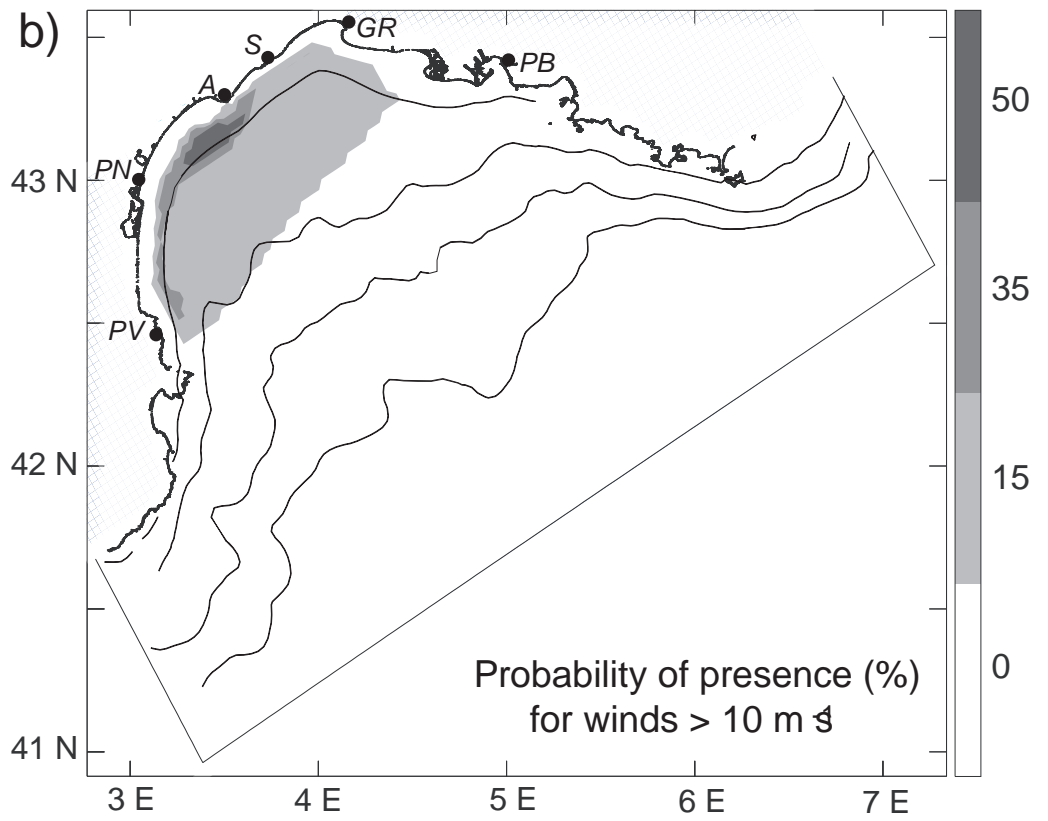 b)
GR
S
PB
A
50
PN
43 N
35
PV
15
42 N
Probability of presence (%)
0
for winds > 10 m s-1
41 N
3 E 4 E 5 E 6 E 7 E